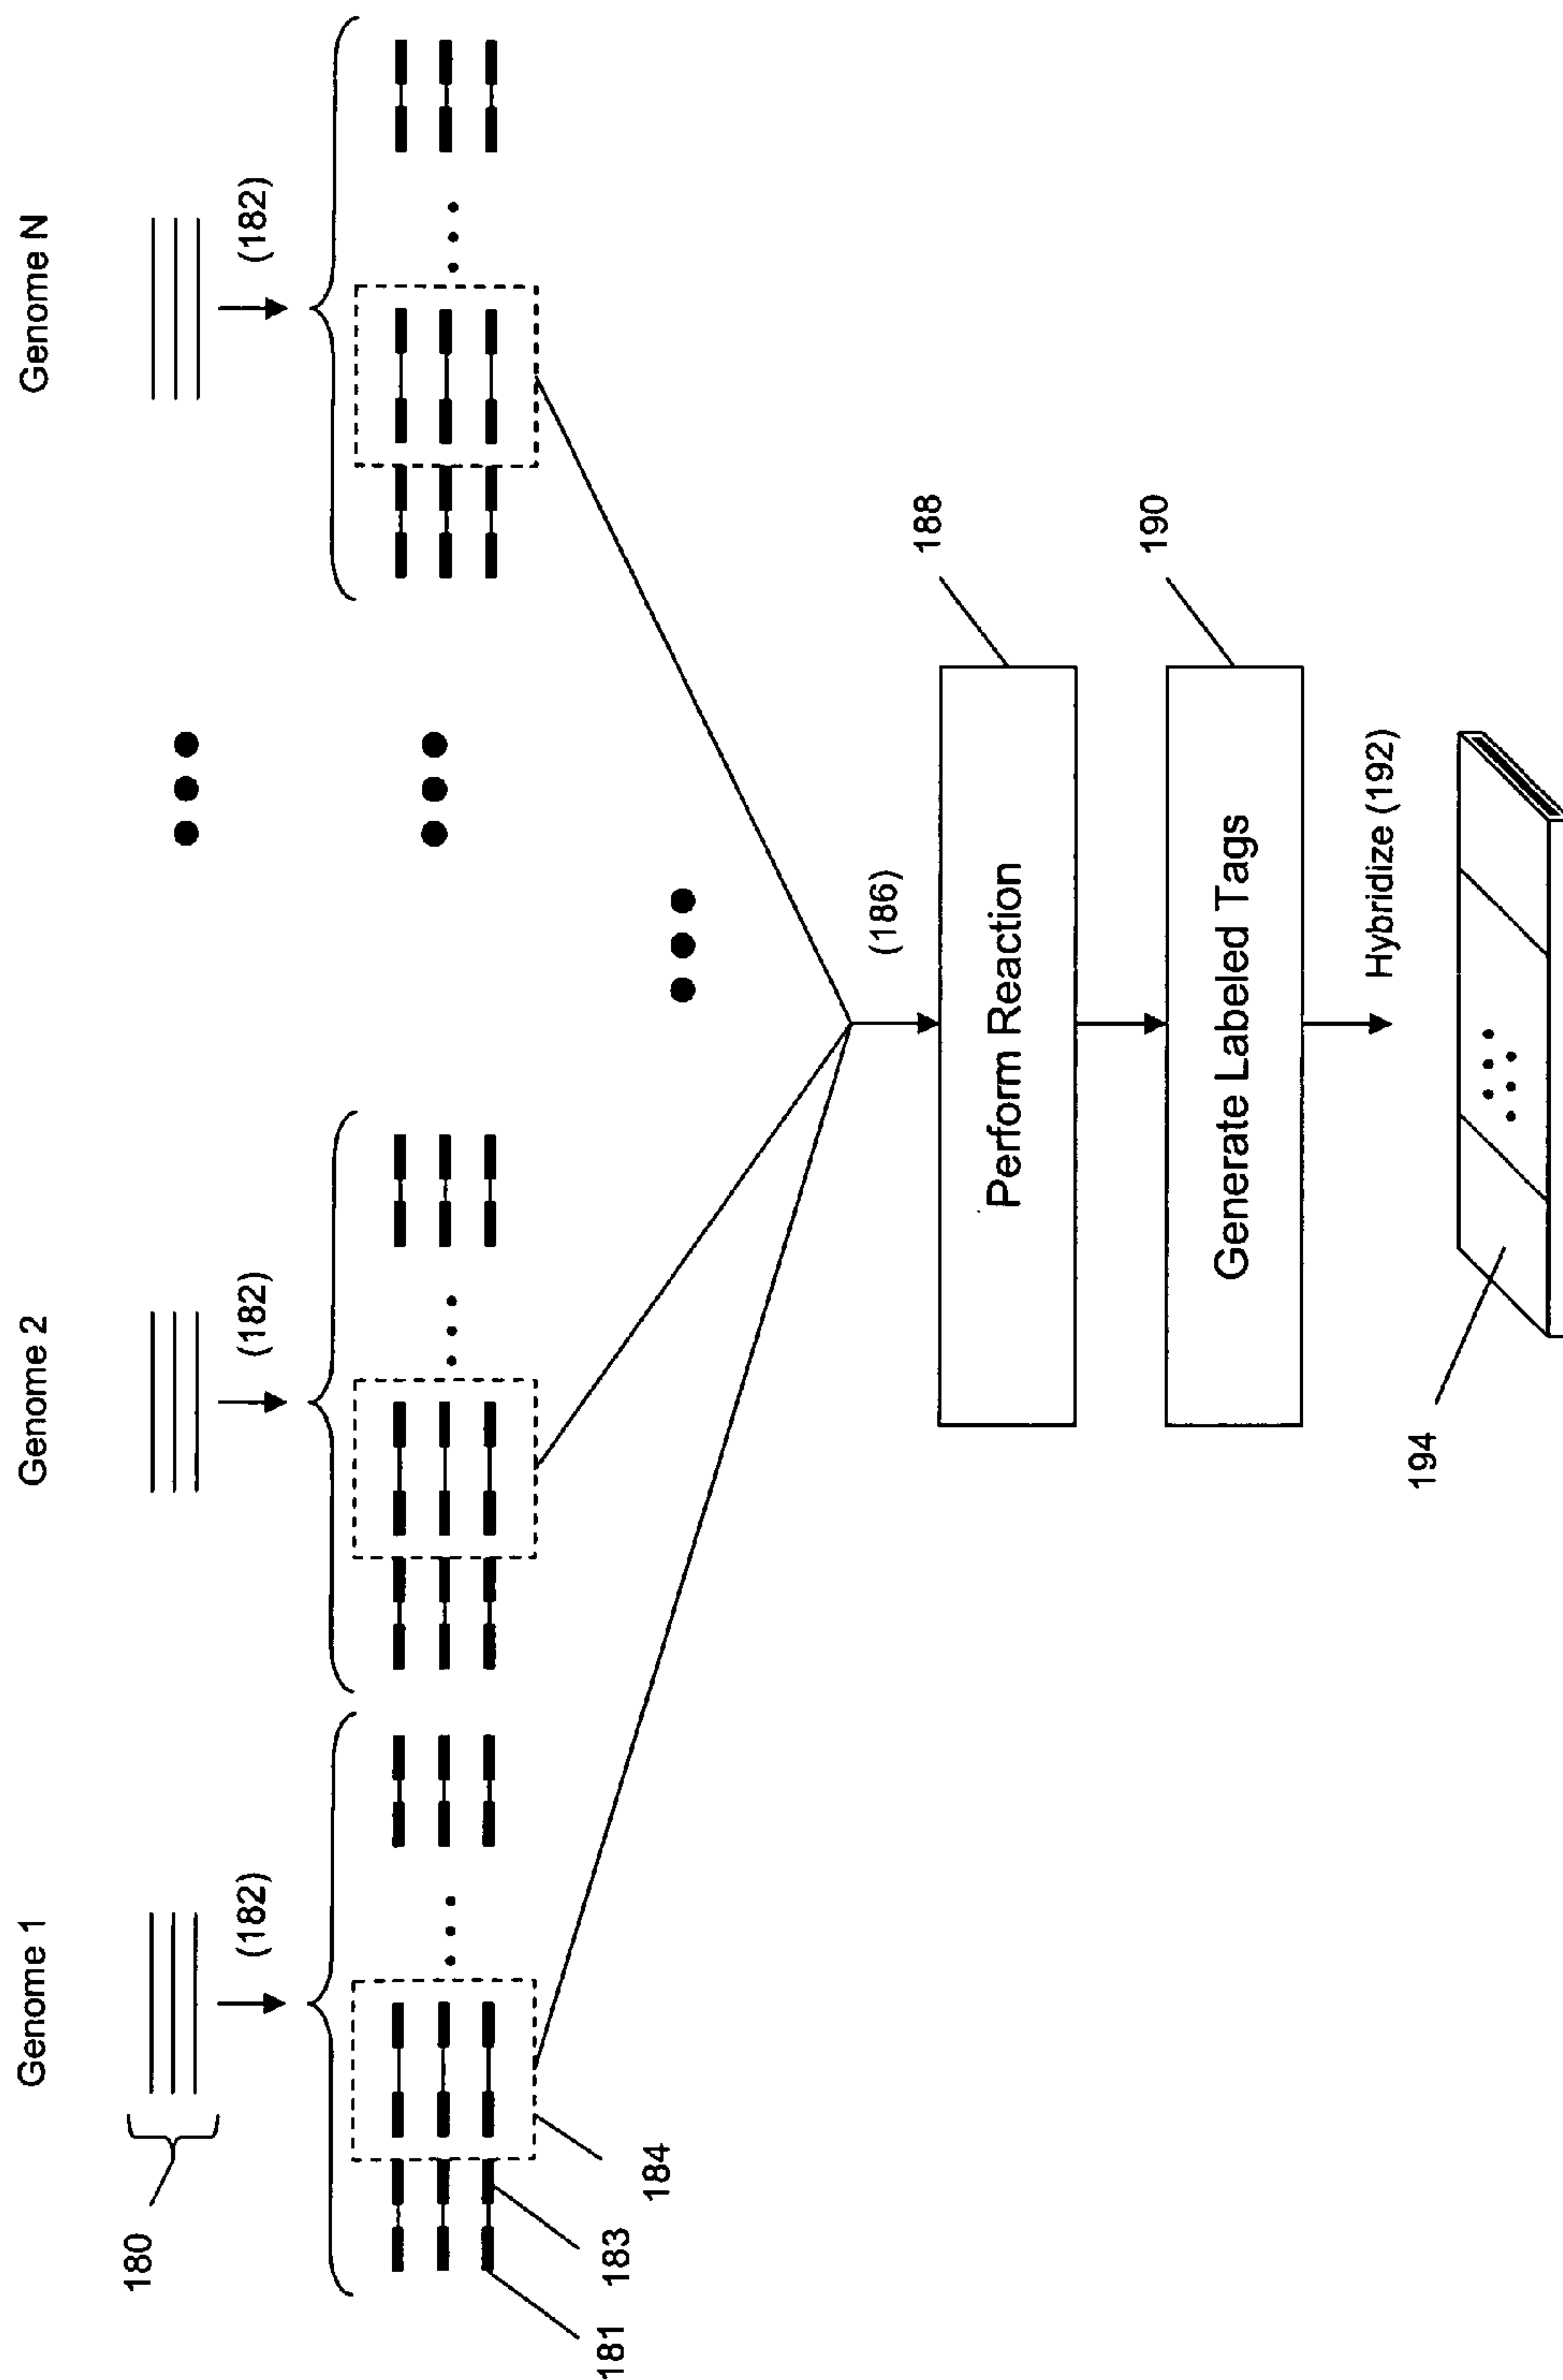 Genome 1
Genome 2
Genome N
180
(182)
(182)
(182)
181
183
184
(186)
Perform Reaction
188
Generate Labeled Tags
190
Hybridize (192)
194